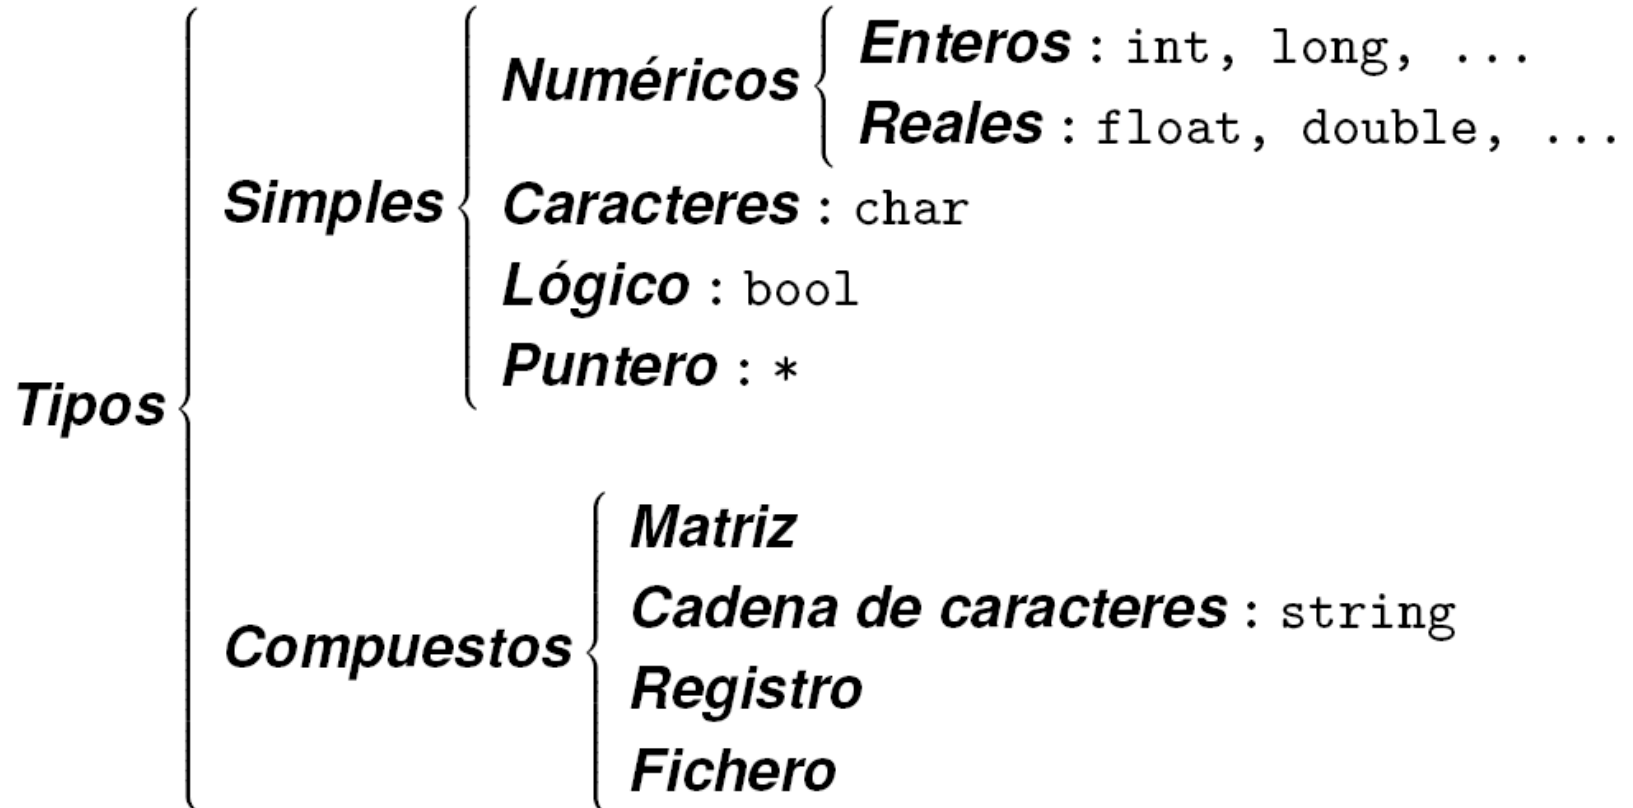 Numéricos
Enteros : int, long, ...
Reales : float, double, ...
Simples
Caracteres : char
Lógico : bool
Puntero : *
Tipos
Matriz
Cadena de caracteres : string
Compuestos
Registro
Fichero